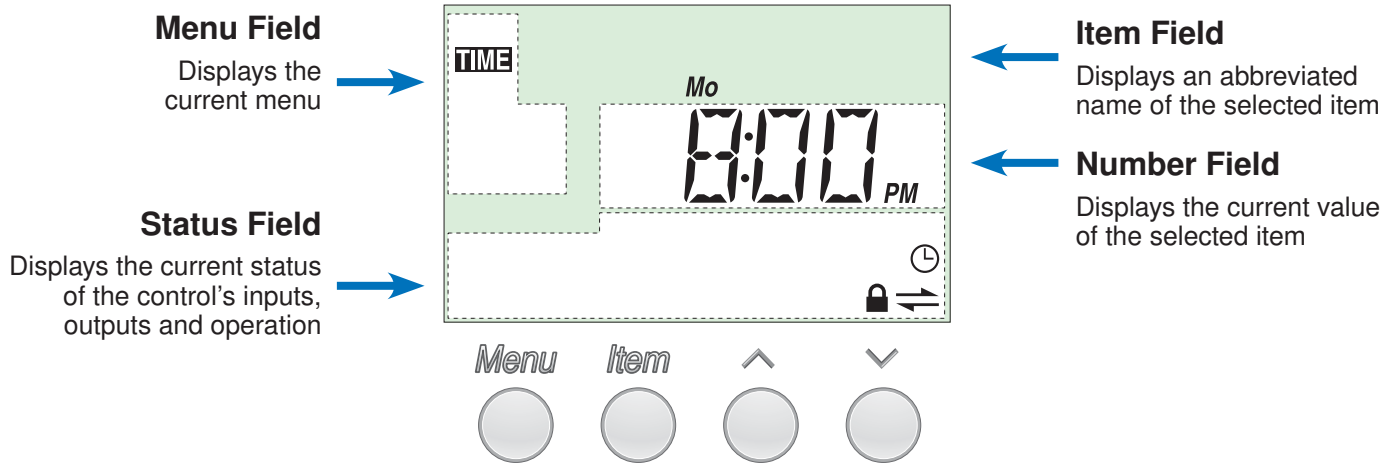 Menu Field
Displays the
current menu
Status Field
Displays the current status
of the control's inputs,
outputs and operation
TIME
Mo
8:00
PM
Item Field
Displays an abbreviated
name of the selected item
Number Field
Displays the current value
of the selected item
Menu Item